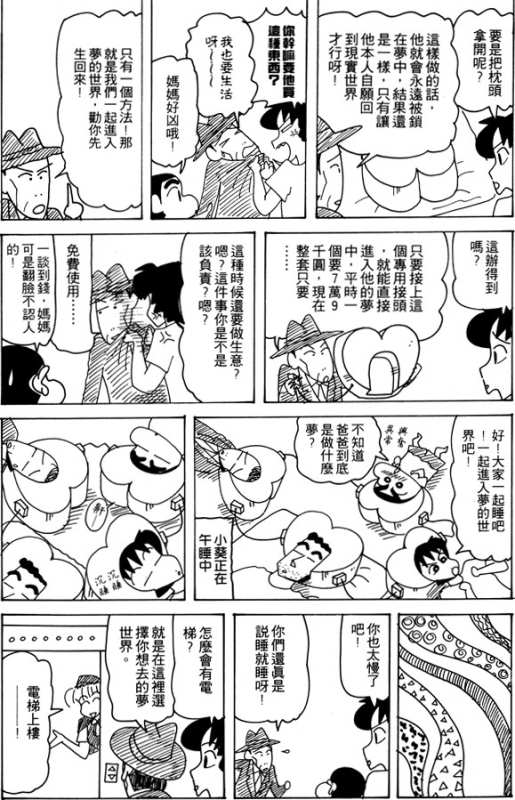 要是把枕頭
拿開呢？
這樣做的話，
他就會永遠被鎖
在夢中，結果還
是一樣，只有讓
他本人自願回
到現實世界
才行呀！
你幹嘛要他買
這種東西？
我也要生活
呀～～
媽媽好凶哦！
只有一個方法！那
就是我們一起進入
夢的世界，勸你先
生回來！
這辦得到
嗎？
只要接上這
個專用接頭
，就能直接
進入他的夢
中，平時一
個要7萬9
千圓，現在
整套只要
……
這種時候還要做生意？
嗯？這件事你是不是
該負責？嗯？
免費使用……
一談到錢，媽媽
可是翻臉不認人
的！
好！大家一起睡吧
！一起進入夢的世
界吧！
興奮
異常
不知道
爸爸到底
是做什麼
夢？
小葵正在
午睡中
鼾
沉沉
睡睡
你也太慢了
吧！
你們還真是
說睡就睡呀！
怎麼會有電
梯？
就是在這裡選
擇你想去的夢
世界。
電梯上樓
——！